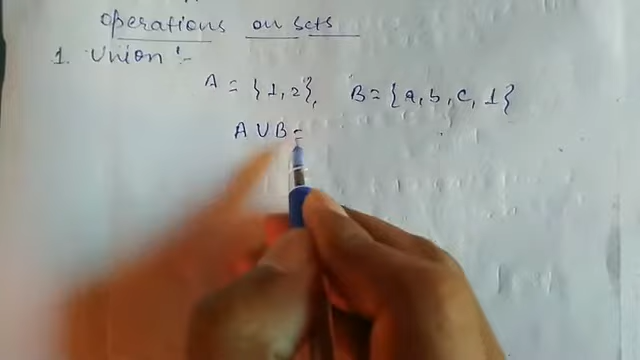 operations on sets
1. Union :-
A = {1, 2}, B = {a, b, c, 1}
A ∪ B =